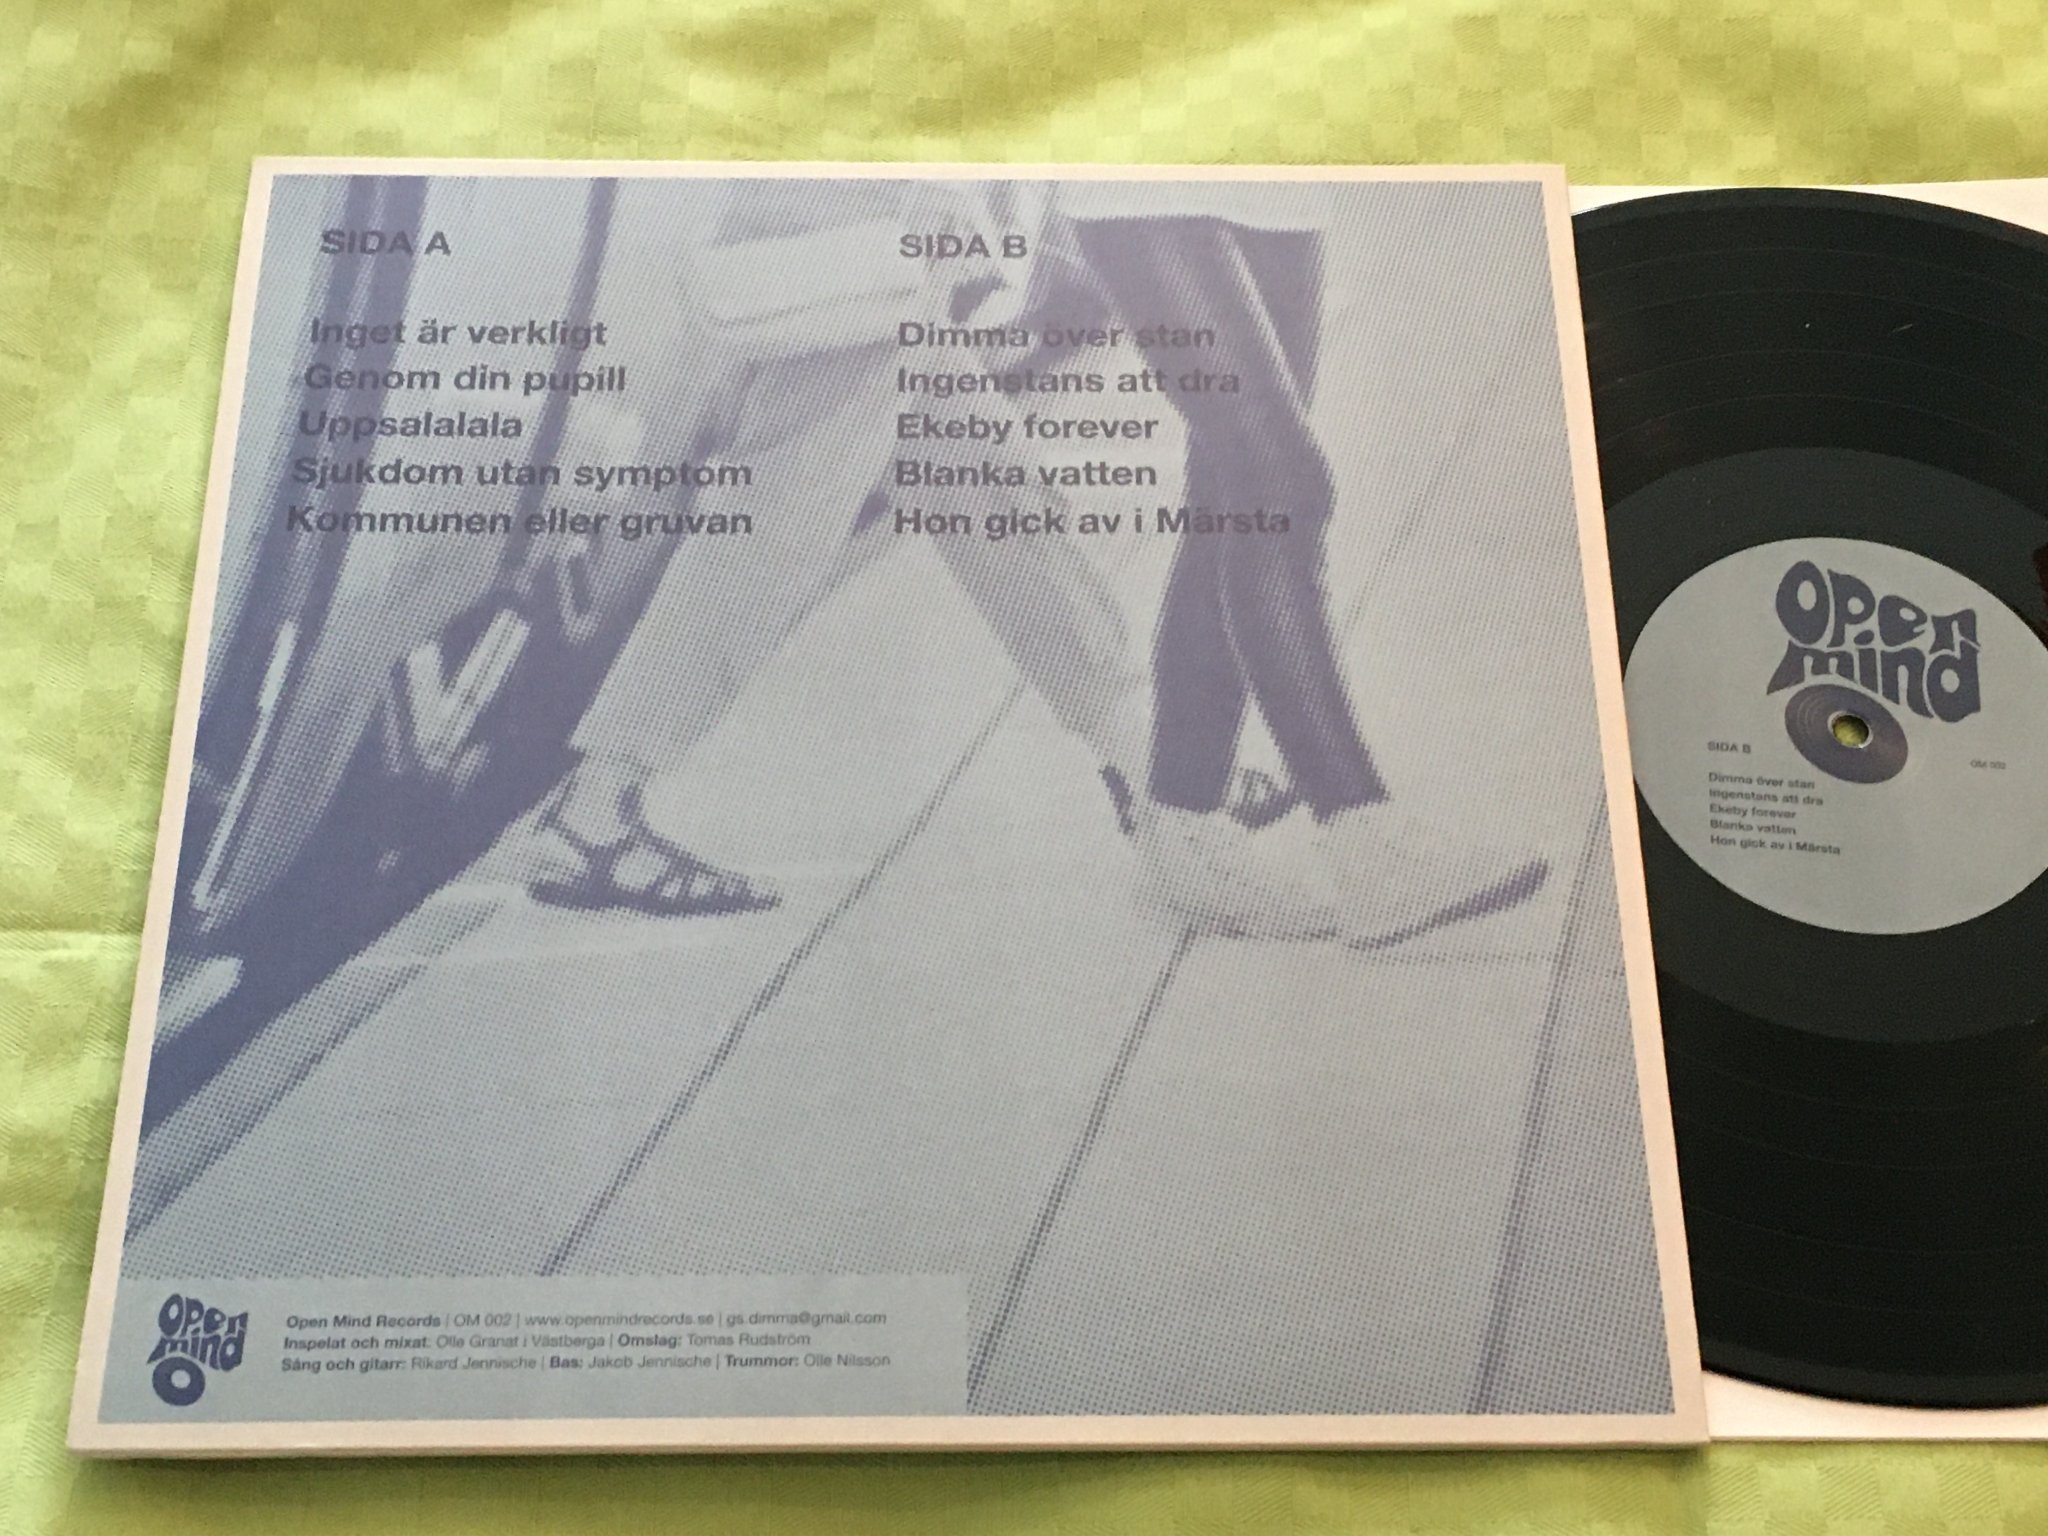 SIDA A
Inget är verkligt
Genom din pupill
Uppsalalala
Sjukdom utan symptom
Kommunen eller gruvan
SIDA B
Dimma över stan
Ingenstans att dra
Ekeby forever
Blanka vatten
Hon gick av i Märsta
open
mind
Open Mind Records | OM 002 | www.openmindrecords.se | gs.dimma@gmail.com
Inspelat och mixat: Olle Granat i Västberga | Omslag: Tomas Rudström
Sång och gitarr: Rikard Jennische | Bas: Jakob Jennische | Trummor: Olle Nilsson
open
mind
SIDA B
OM 002
Dimma över stan
Ingenstans att dra
Ekeby forever
Blanka vatten
Hon gick av i Märsta